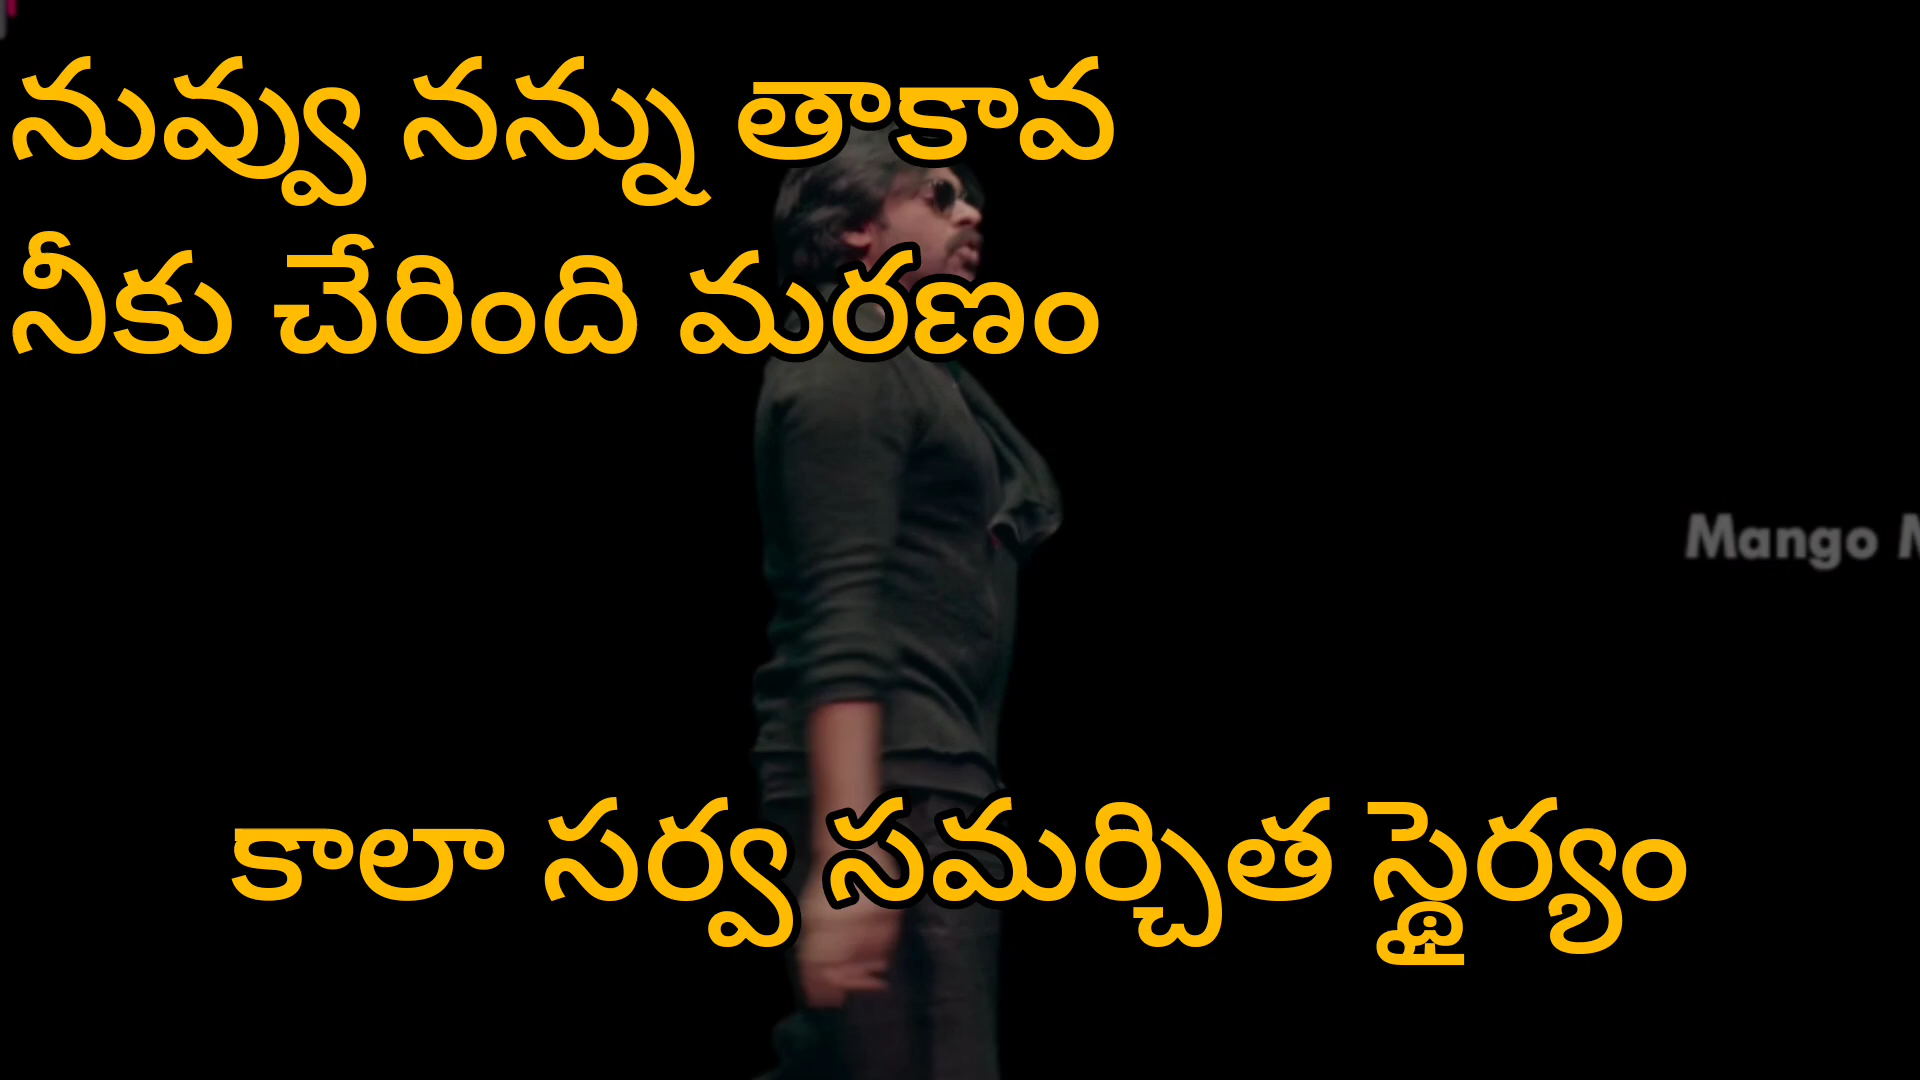 నువ్వు నన్ను తాకావ
నీకు చేరింది మరణం
Mango M
కాలా సర్వ సమర్చిత స్థైర్యం